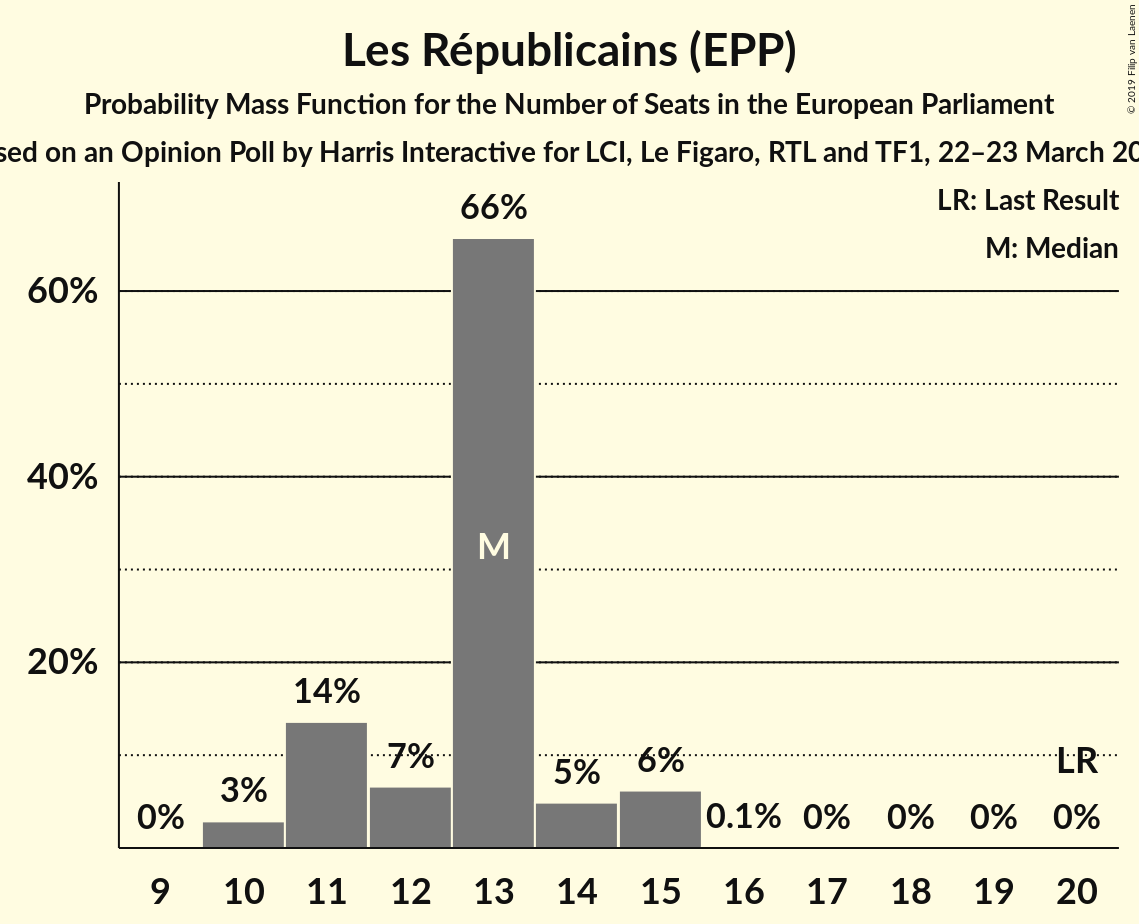 Les Républicains (EPP)
Probability Mass Function for the Number of Seats in the European Parliament
sed on an Opinion Poll by Harris Interactive for LCI, Le Figaro, RTL and TF1, 22–23 March 20
© 2019 Filip van Laenen
LR: Last Result
M: Median
66%
60%
40%
M
20%
14%
7%
6%
LR
5%
3%
0%
0.1%
0%
0%
0%
0%
9 10 11 12 13 14 15 16 17 18 19 20